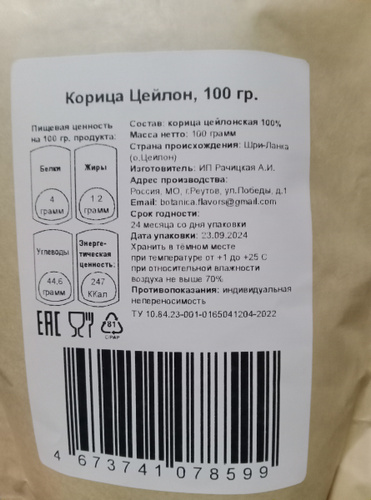 Корица Цейлон, 100 гр.
Пищевая ценность
на 100 гр. продукта:
Белки
4
грамм
Жиры
1.2
грамм
Углеводы
44,6
грамм
Энерге-
тическая
ценность:
247
ККал
Состав: корица цейлонская 100%
Масса нетто: 100 грамм
Страна происхождения: Шри-Ланка
(о.Цейлон)
Изготовитель: ИП Рачицкая А.И.
Адрес производства:
Россия, МО, г.Реутов, ул.Победы, д.1
Email: botanica.flavors@gmail.com
Срок годности:
24 месяца со дня упаковки
Дата упаковки: 23.09.2024
Хранить в тёмном месте
при температуре от +1 до +25 С
при относительной влажности
воздуха не выше 70%.
Противопоказания: индивидуальная
непереносимость
ТУ 10.84.23-001-0165041204-2022
EAC
81
C/PAP
4 673741 078599